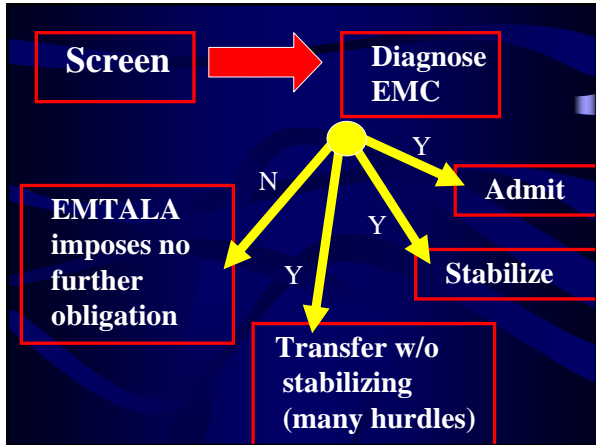 Screen
Diagnose
EMC
Y
N
Admit
EMTALA
imposes no
further
obligation
Y
Stabilize
Y
Transfer w/o
stabilizing
(many hurdles)